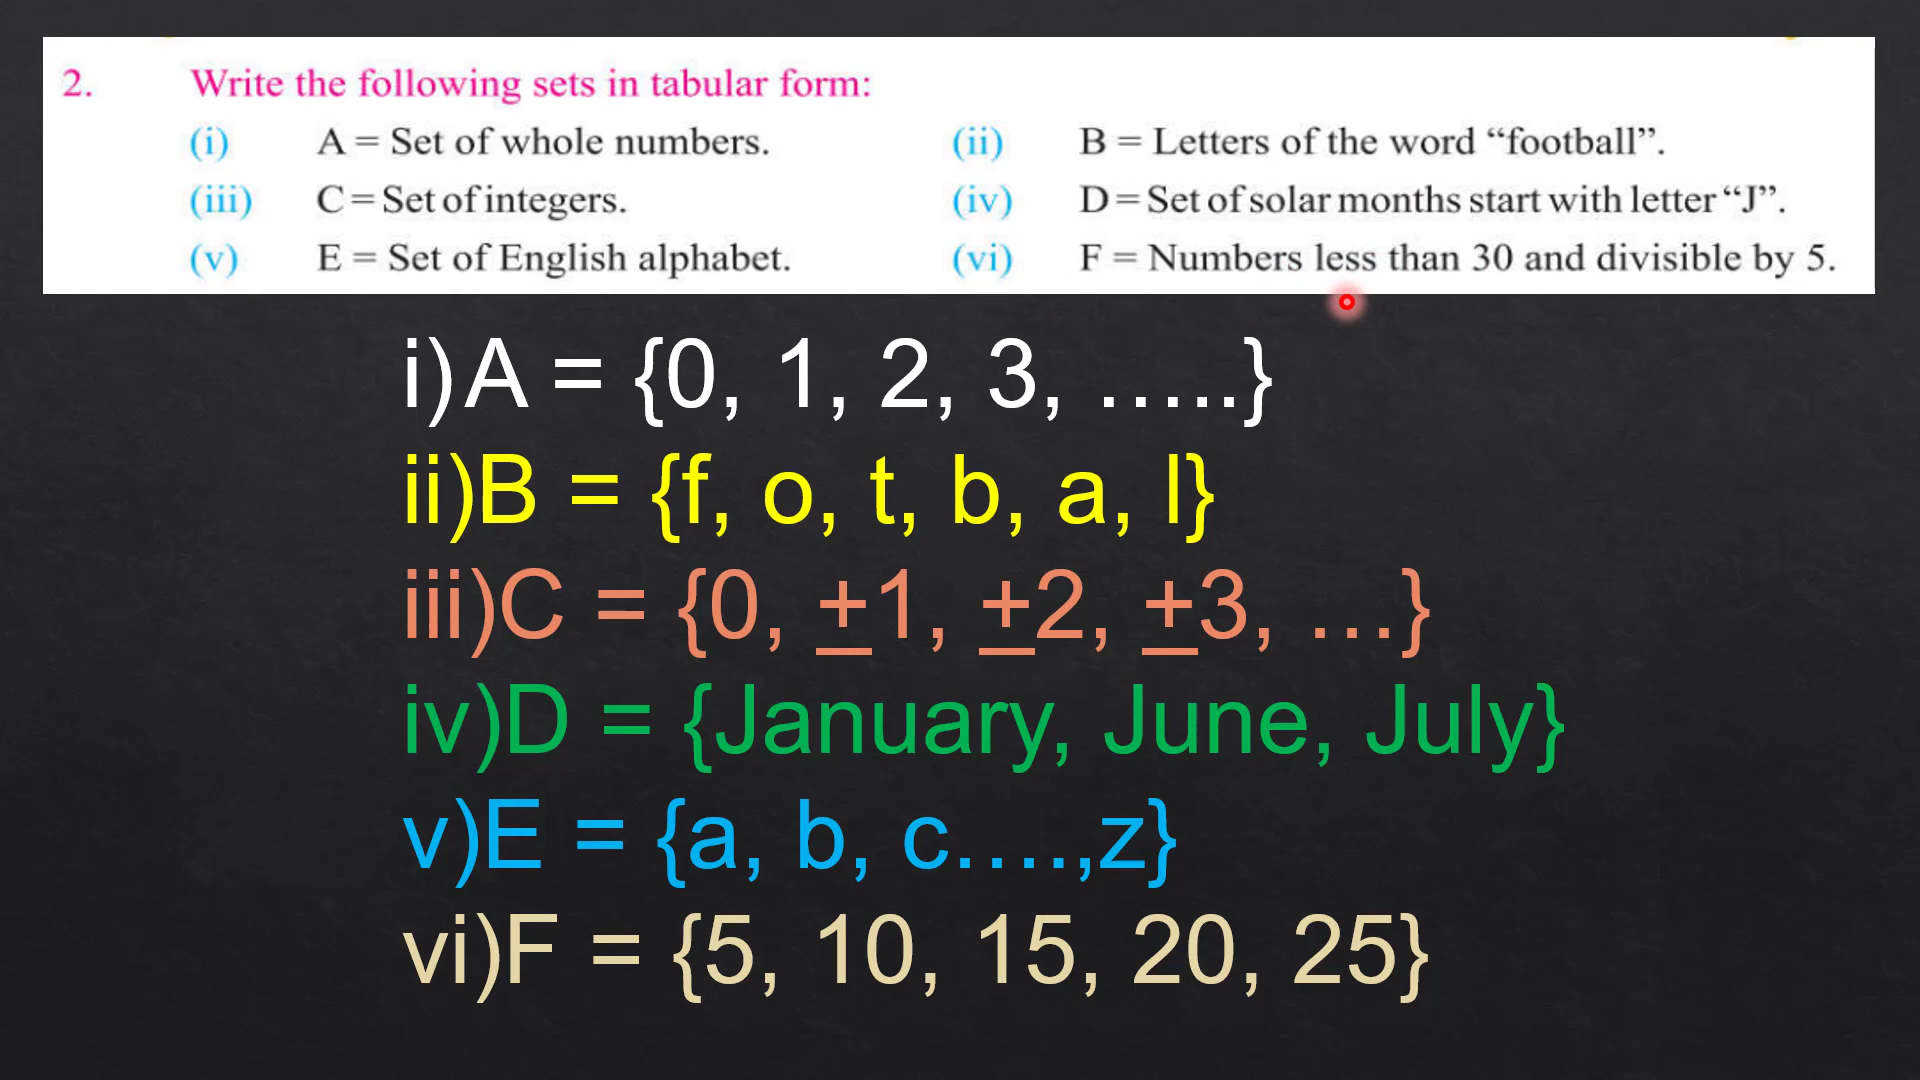 2. Write the following sets in tabular form:
(i) A = Set of whole numbers. (ii) B = Letters of the word “football”.
(iii) C = Set of integers. (iv) D = Set of solar months start with letter “J”.
(v) E = Set of English alphabet. (vi) F = Numbers less than 30 and divisible by 5.
i) A = {0, 1, 2, 3, …..}
ii)B = {f, o, t, b, a, l}
iii)C = {0, ±1, ±2, ±3, …}
iv)D = {January, June, July}
v)E = {a, b, c….,z}
vi)F = {5, 10, 15, 20, 25}